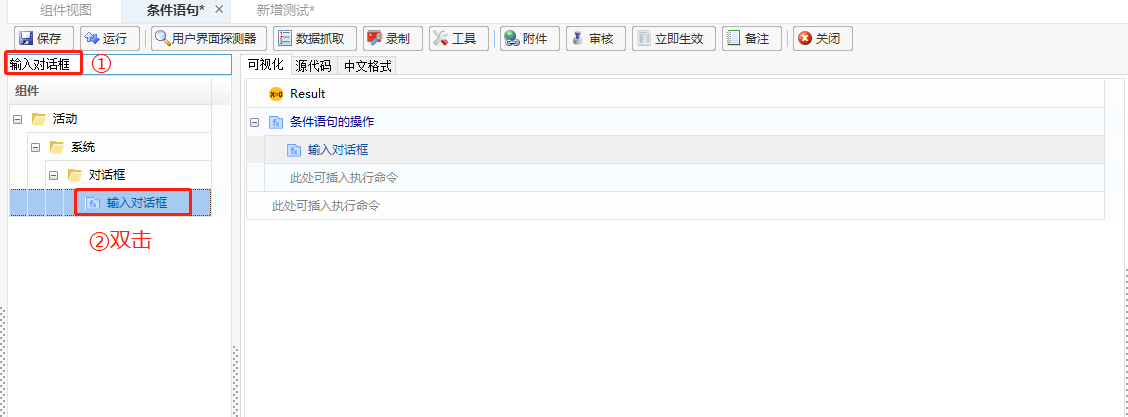 组件视图 条件语句* 新增测试*
保存 运行 用户界面探测器 数据抓取 录制 工具 附件 审核 立即生效 备注 关闭
输入对话框 ①
可视化 源代码 中文格式
组件
Result
活动
条件语句的操作
系统
输入对话框
对话框
此处可插入执行命令
输入对话框
此处可插入执行命令
②双击